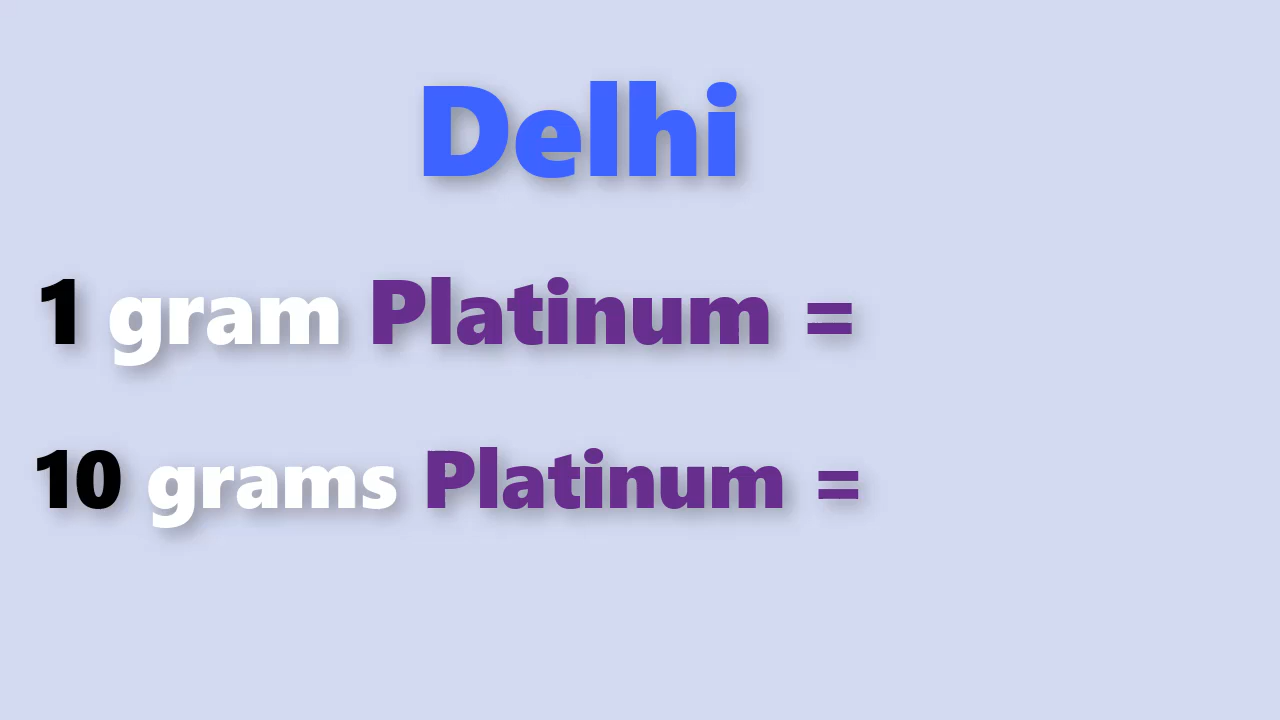 Delhi
1 gram Platinum =
10 grams Platinum =